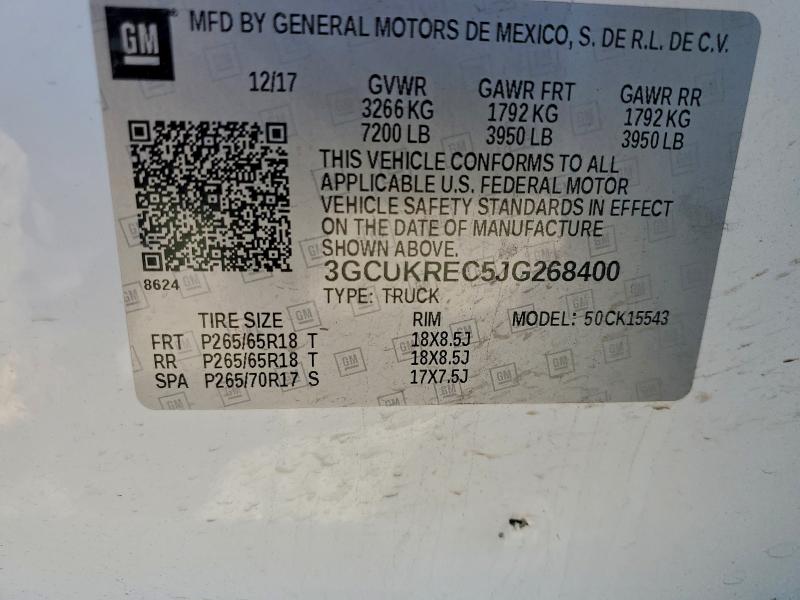 GM MFD BY GENERAL MOTORS DE MEXICO, S. DE R.L. DE C.V.
12/17 GVWR GAWR FRT GAWR RR
3266 KG 1792 KG 1792 KG
7200 LB 3950 LB 3950 LB
THIS VEHICLE CONFORMS TO ALL
APPLICABLE U.S. FEDERAL MOTOR
VEHICLE SAFETY STANDARDS IN EFFECT
ON THE DATE OF MANUFACTURE
SHOWN ABOVE.
8624 3GCUKREC5JG268400
TYPE: TRUCK
TIRE SIZE RIM MODEL: 50CK15543
FRT P265/65R18 T 18X8.5J
RR P265/65R18 T 18X8.5J
SPA P265/70R17 S 17X7.5J